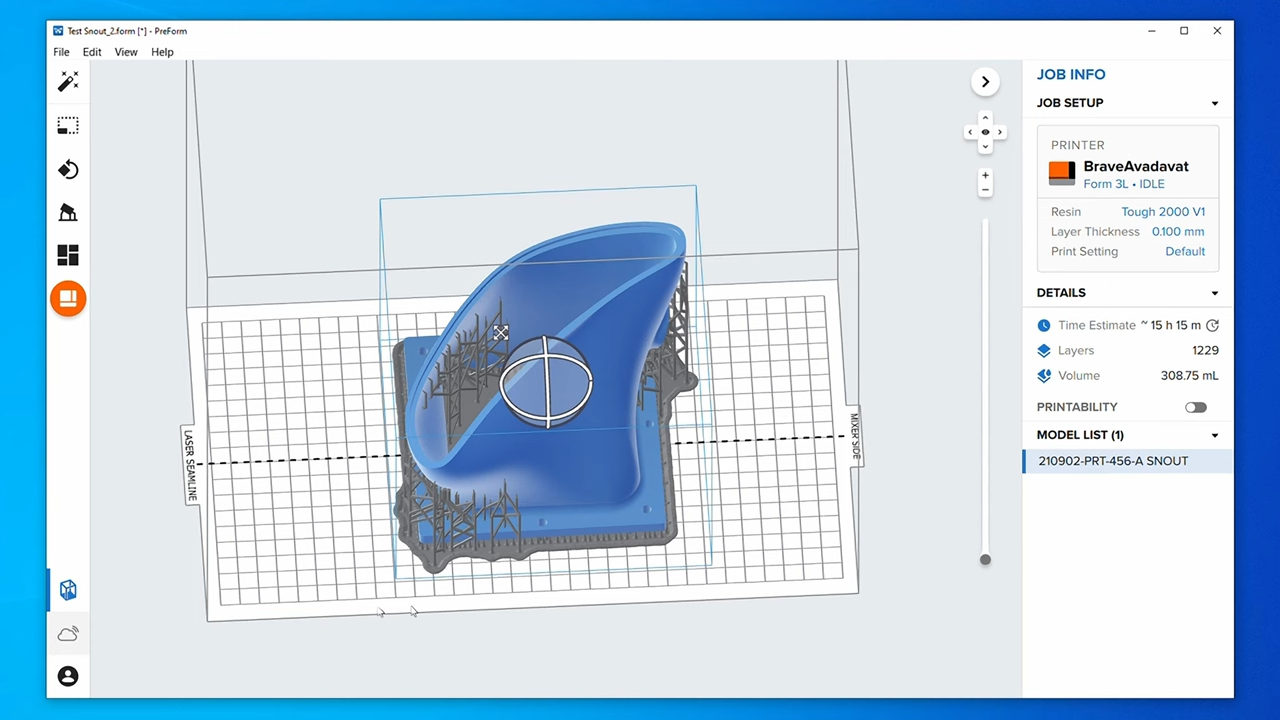 Test Snout_2.form [*] - PreForm
File Edit View Help
JOB INFO
JOB SETUP
PRINTER
BraveAvadavat
Form 3L • IDLE
Resin Tough 2000 V1
Layer Thickness 0.100 mm
Print Setting Default
DETAILS
Time Estimate ~ 15 h 15 m
Layers 1229
Volume 308.75 mL
PRINTABILITY
MODEL LIST (1)
210902-PRT-456-A SNOUT
LASER SEAMLINE
MIXER SIDE